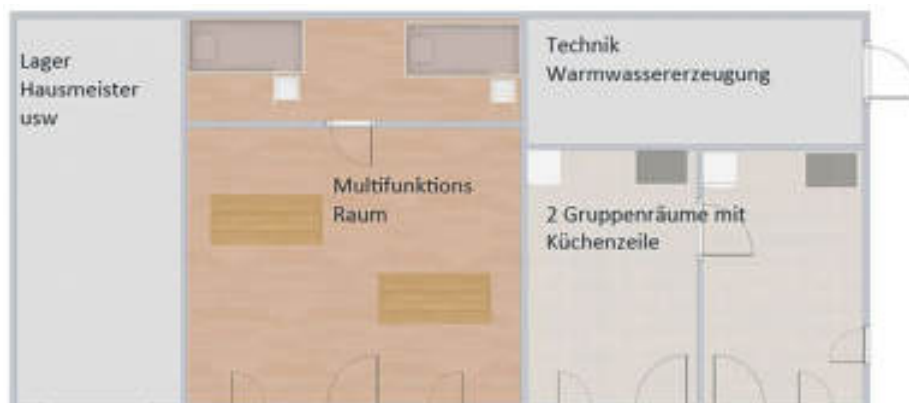 Lager
Hausmeister
usw
Technik
Warmwassererzeugung
Multifunktions
Raum
2 Gruppenräume mit
Küchenzeile